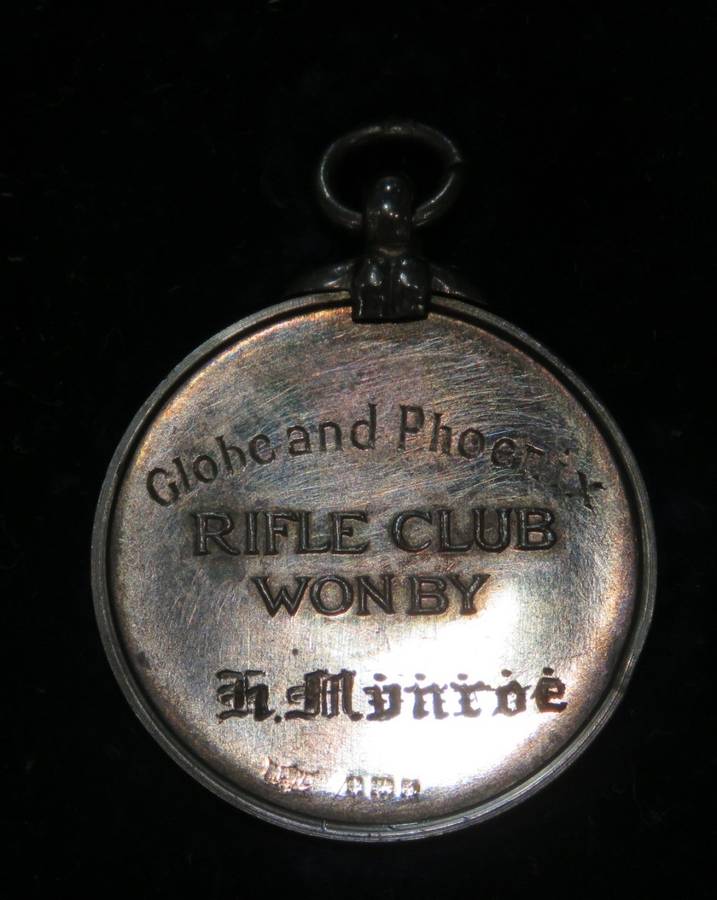 Globe and Phoenix
RIFLE CLUB
WON BY
H. Munroe